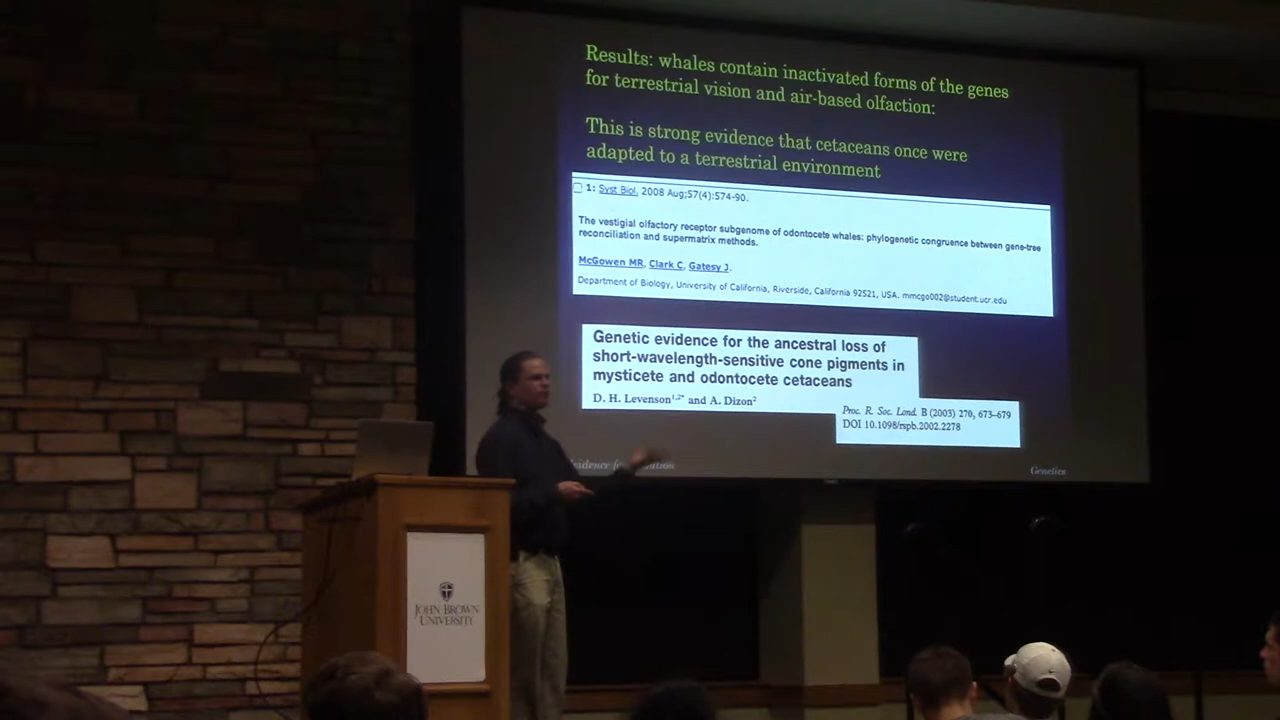 Results: whales contain inactivated forms of the genes
for terrestrial vision and air-based olfaction:
This is strong evidence that cetaceans once were
adapted to a terrestrial environment
1: Syst Biol. 2008 Aug;57(4):574-90.
The vestigial olfactory receptor subgenome of odontocete whales: phylogenetic congruence between gene-tree
reconciliation and supermatrix methods.
McGowen MR, Clark C, Gatesy J.
Department of Biology, University of California, Riverside, California 92521, USA. mmcgo002@student.ucr.edu
Genetic evidence for the ancestral loss of
short-wavelength-sensitive cone pigments in
mysticete and odontocete cetaceans
D. H. Levenson1,2* and A. Dizon2
Proc. R. Soc. Lond. B (2003) 270, 673–679
DOI 10.1098/rspb.2002.2278
Genetics
JOHN BROWN
UNIVERSITY